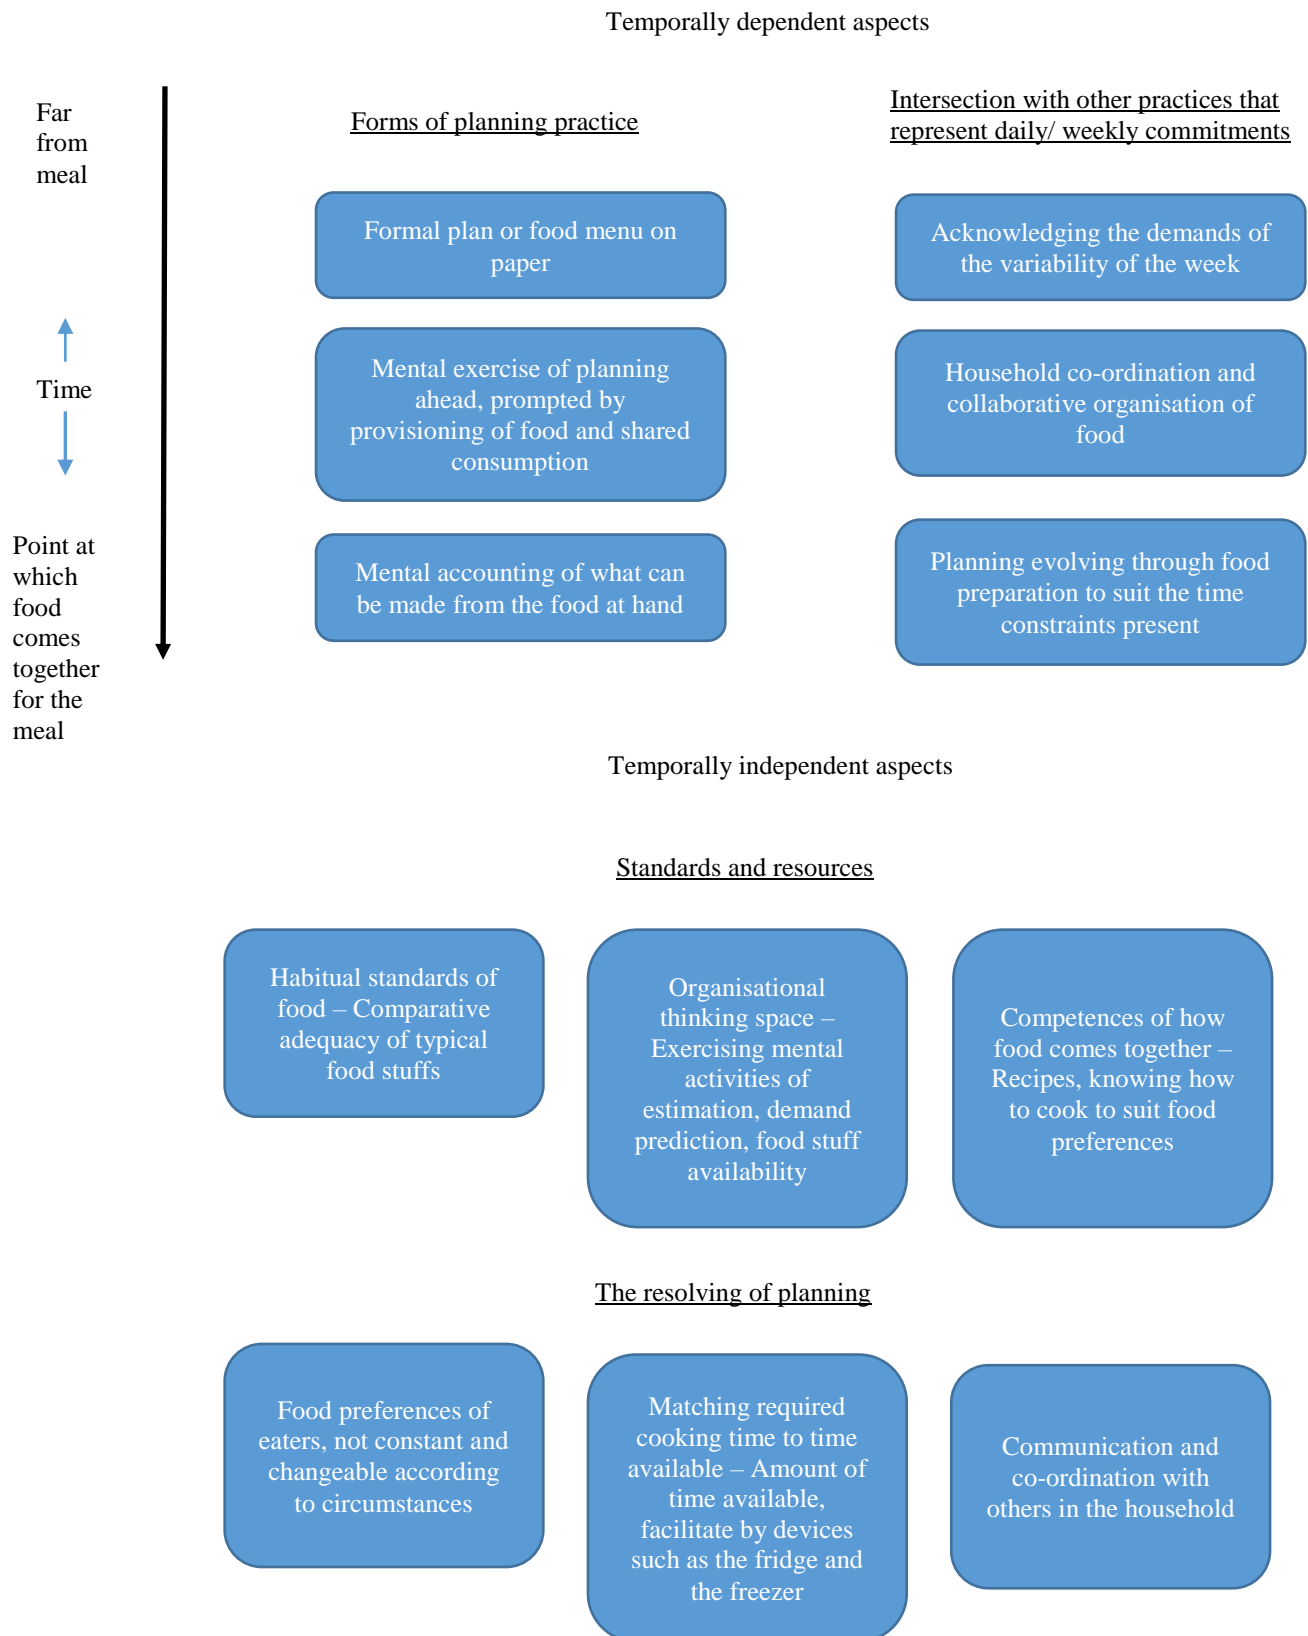 Temporally dependent aspects
Far
from
meal
Time
Point at
which
food
comes
together
for the
meal
Forms of planning practice
Formal plan or food menu on
paper
Mental exercise of planning
ahead, prompted by
provisioning of food and shared
consumption
Mental accounting of what can
be made from the food at hand
Intersection with other practices that
represent daily/ weekly commitments
Acknowledging the demands of
the variability of the week
Household co-ordination and
collaborative organisation of
food
Planning evolving through food
preparation to suit the time
constraints present
Temporally independent aspects
Standards and resources
Habitual standards of
food – Comparative
adequacy of typical
food stuffs
Organisational
thinking space –
Exercising mental
activities of
estimation, demand
prediction, food stuff
availability
Competences of how
food comes together –
Recipes, knowing how
to cook to suit food
preferences
The resolving of planning
Food preferences of
eaters, not constant and
changeable according
to circumstances
Matching required
cooking time to time
available – Amount of
time available,
facilitate by devices
such as the fridge and
the freezer
Communication and
co-ordination with
others in the household